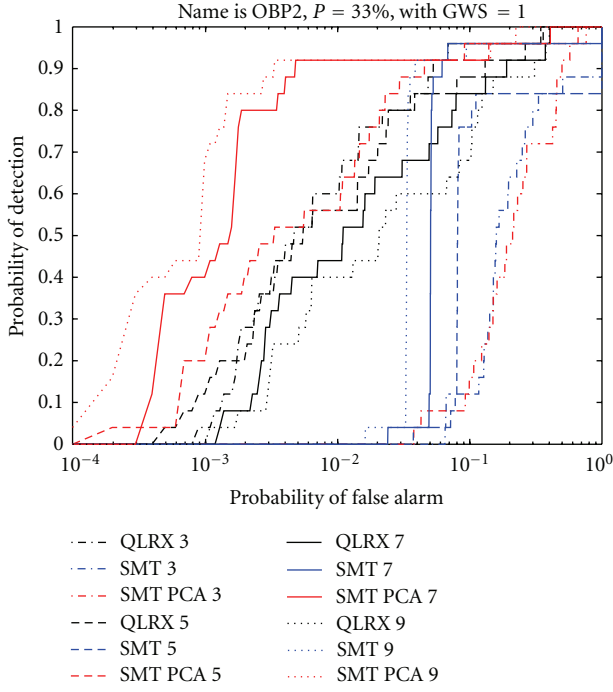 Name is OBP2, P = 33%, with GWS = 1
1
0.9
0.8
0.7
0.6
0.5
0.4
0.3
0.2
0.1
0
Probability of detection
10⁻⁴ 10⁻³ 10⁻² 10⁻¹ 10⁰
Probability of false alarm
QLRX 3
SMT 3
SMT PCA 3
QLRX 5
SMT 5
SMT PCA 5
QLRX 7
SMT 7
SMT PCA 7
QLRX 9
SMT 9
SMT PCA 9